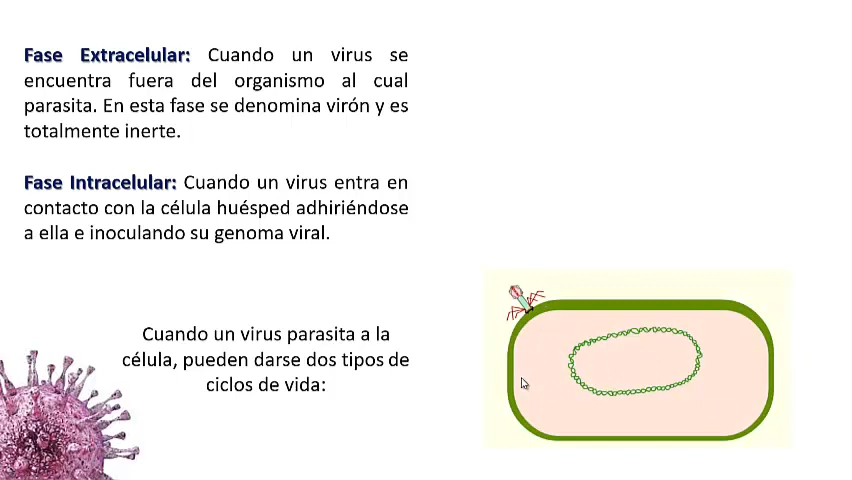 Fase Extracelular: Cuando un virus se
encuentra fuera del organismo al cual
parasita. En esta fase se denomina virón y es
totalmente inerte.
Fase Intracelular: Cuando un virus entra en
contacto con la célula huésped adhiriéndose
a ella e inoculando su genoma viral.
Cuando un virus parasita a la
célula, pueden darse dos tipos de
ciclos de vida: